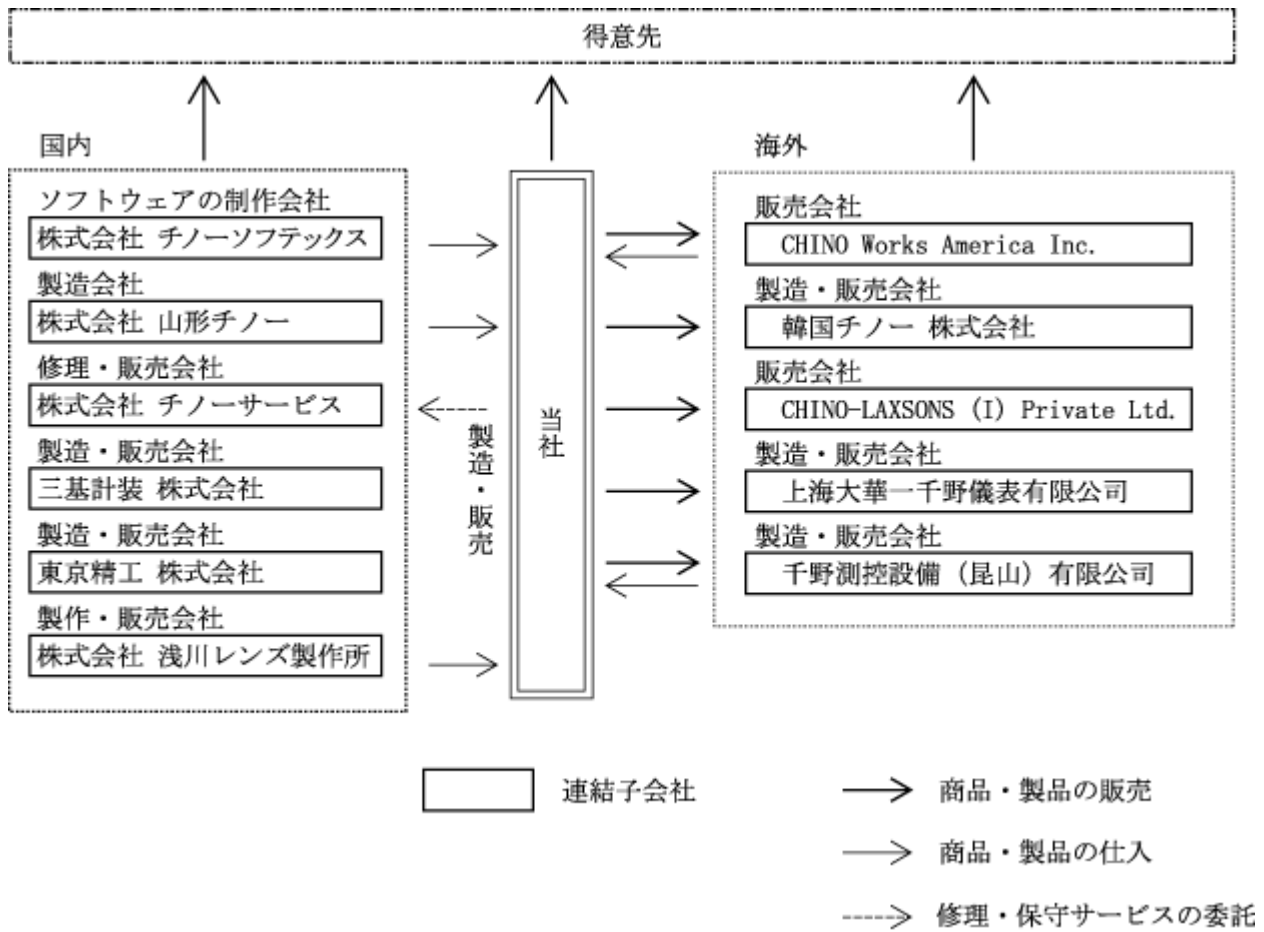 得意先
国内
ソフトウェアの制作会社
株式会社 チノーソフテックス
製造会社
株式会社 山形チノー
修理・販売会社
株式会社 チノーサービス
製造・販売会社
三基計装 株式会社
製造・販売会社
東京精工 株式会社
製作・販売会社
株式会社 浅川レンズ製作所
製造・販売
当社
海外
販売会社
CHINO Works America Inc.
製造・販売会社
韓国チノー 株式会社
販売会社
CHINO-LAXSONS (I) Private Ltd.
製造・販売会社
上海大華－千野儀表有限公司
製造・販売会社
千野測控設備（昆山）有限公司
連結子会社
商品・製品の販売
商品・製品の仕入
修理・保守サービスの委託